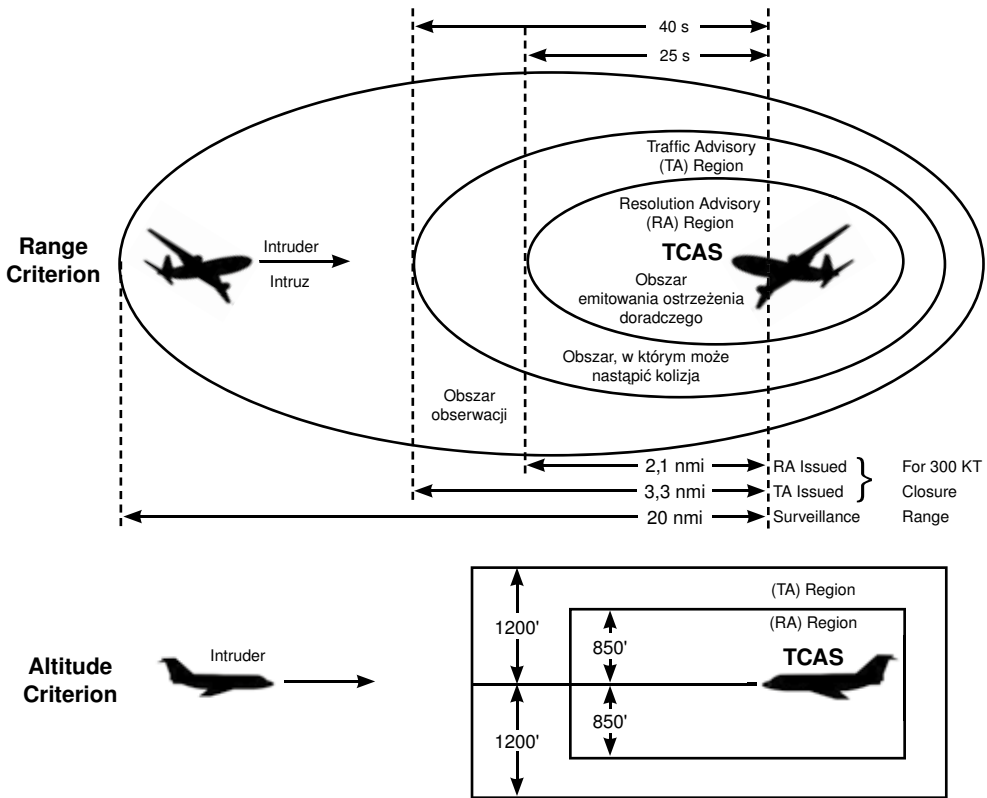 40 s
25 s
Traffic Advisory
(TA) Region
Resolution Advisory
(RA) Region
TCAS
Range
Criterion
Intruder
Intruz
Obszar
emitowania ostrzeżenia
doradczego
Obszar, w którym może
nastąpić kolizja
Obszar
obserwacji
2,1 nmi RA Issued } For 300 KT
3,3 nmi TA Issued Closure
20 nmi Surveillance Range
(TA) Region
(RA) Region
1200'
850'
TCAS
Altitude
Criterion
Intruder
850'
1200'